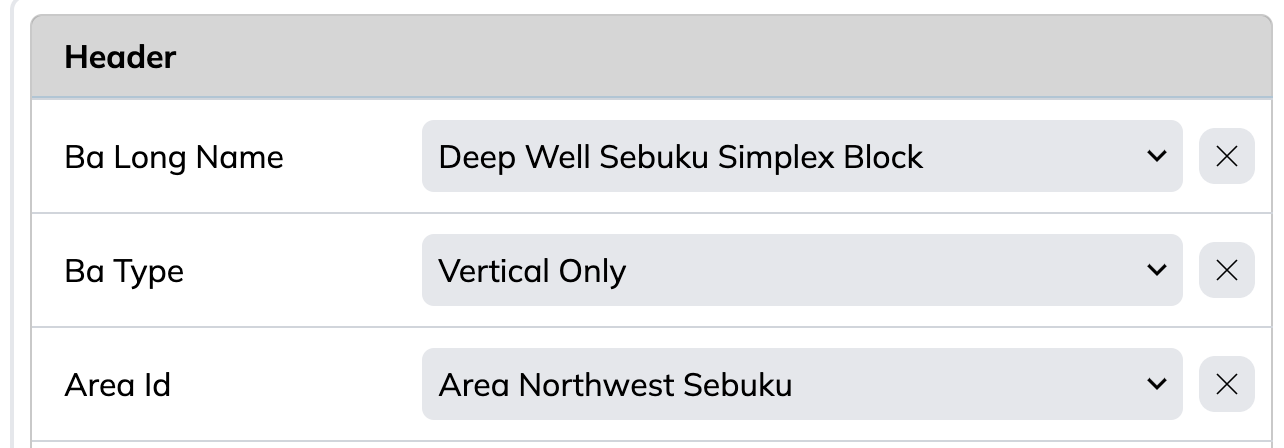 Header
Ba Long Name Deep Well Sebuku Simplex Block
Ba Type Vertical Only
Area Id Area Northwest Sebuku